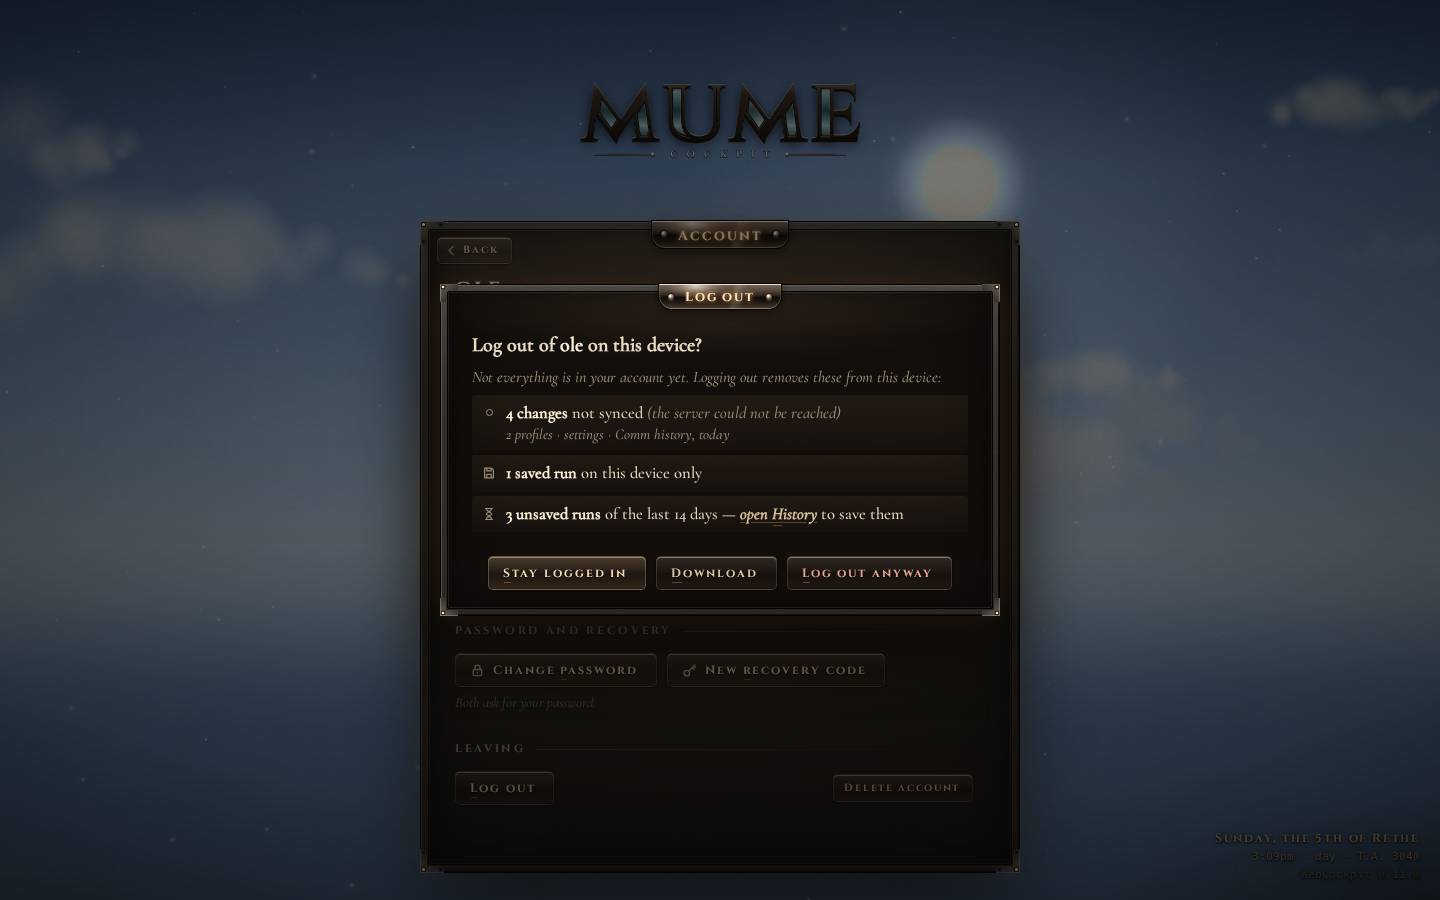 MUME
COCKPIT
ACCOUNT
BACK
LOG OUT
Log out of ole on this device?
Not everything is in your account yet. Logging out removes these from this device:
4 changes not synced (the server could not be reached)
2 profiles · settings · Comm history, today
1 saved run on this device only
3 unsaved runs of the last 14 days — open History to save them
STAY LOGGED IN
DOWNLOAD
LOG OUT ANYWAY
PASSWORD AND RECOVERY
CHANGE PASSWORD
NEW RECOVERY CODE
Both ask for your password.
LEAVING
LOG OUT
DELETE ACCOUNT
SUNDAY, THE 5TH OF RETHE
3:09pm · day · T.A. 3040